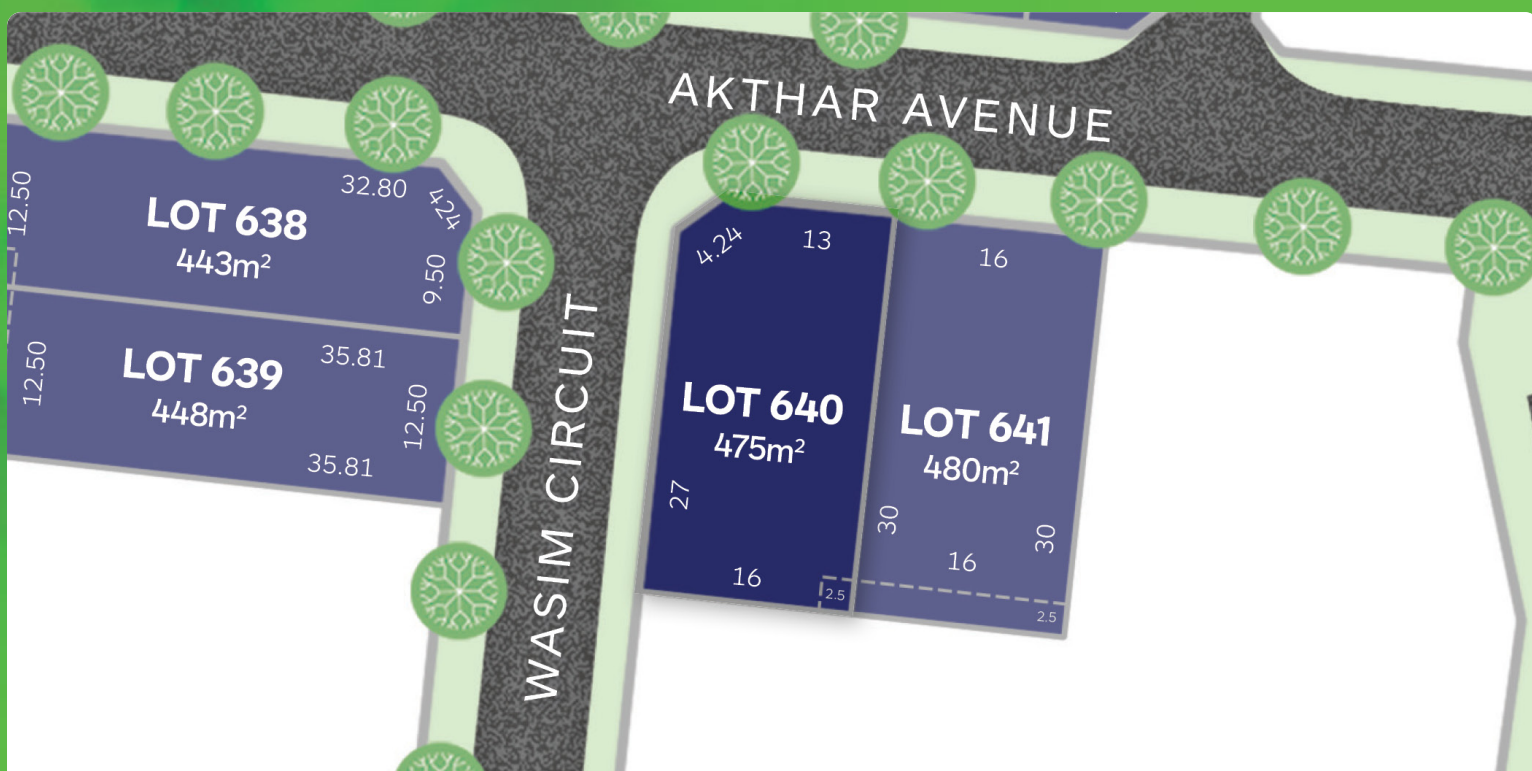 AKTHAR AVENUE
12.50
32.80
4.24
LOT 638
443m²
9.50
12.50
35.81
LOT 639
448m²
12.50
35.81
WASIM CIRCUIT
4.24
13
LOT 640
475m²
27
16
2.5
16
LOT 641
480m²
30
30
16
2.5